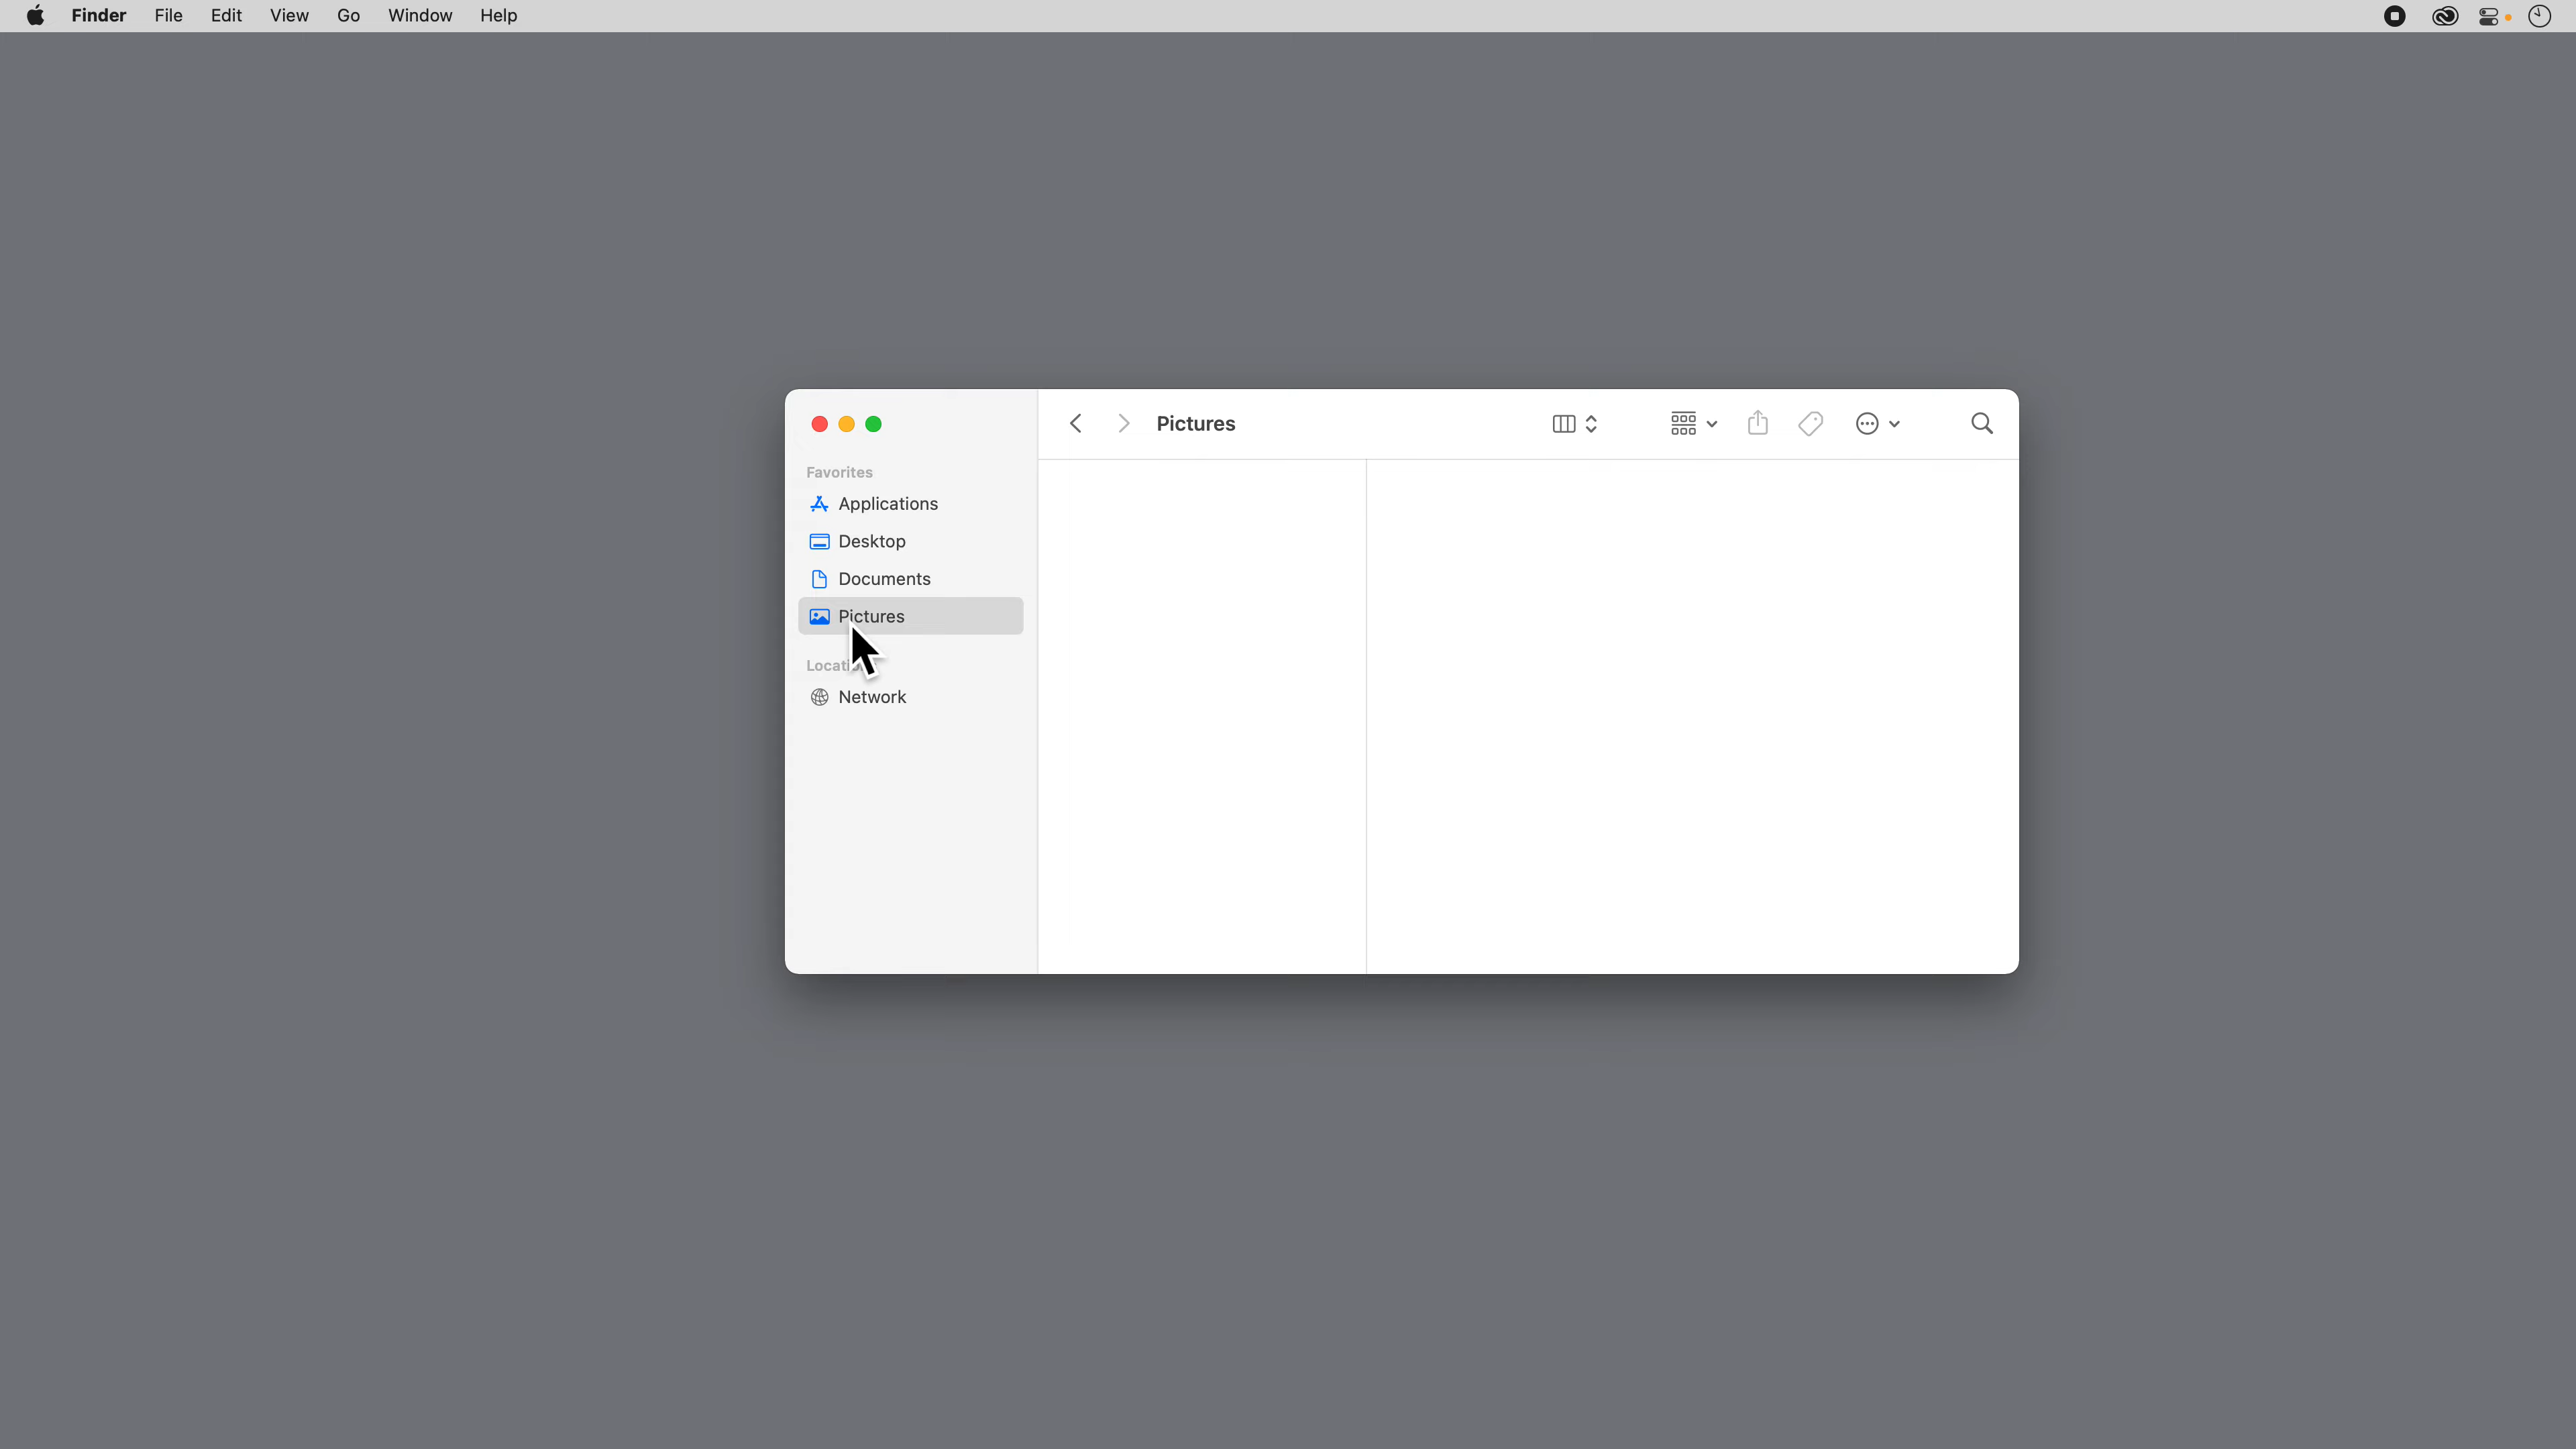 Finder File Edit View Go Window Help
Pictures
Favorites
Applications
Desktop
Documents
Pictures
Network